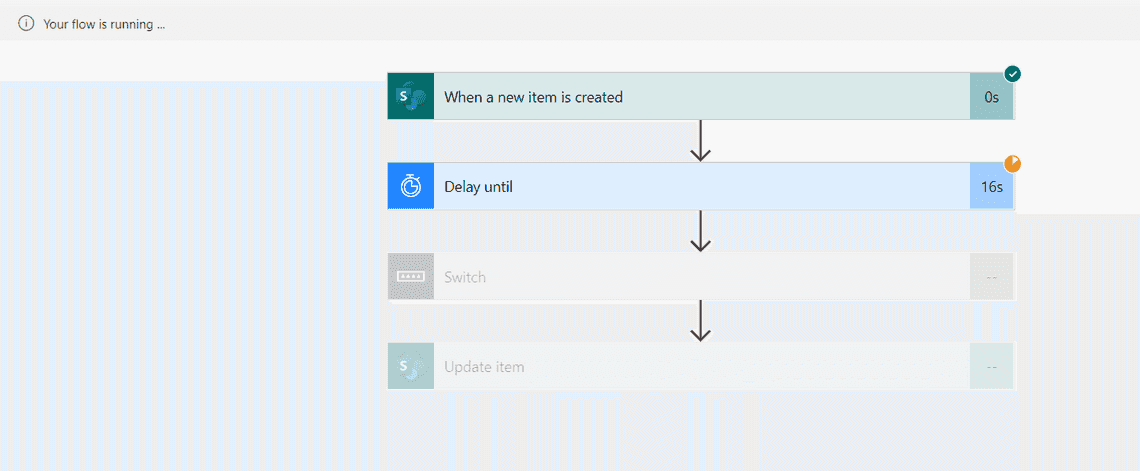 Your flow is running ...
When a new item is created 0s
Delay until 16s
Switch --
Update item --